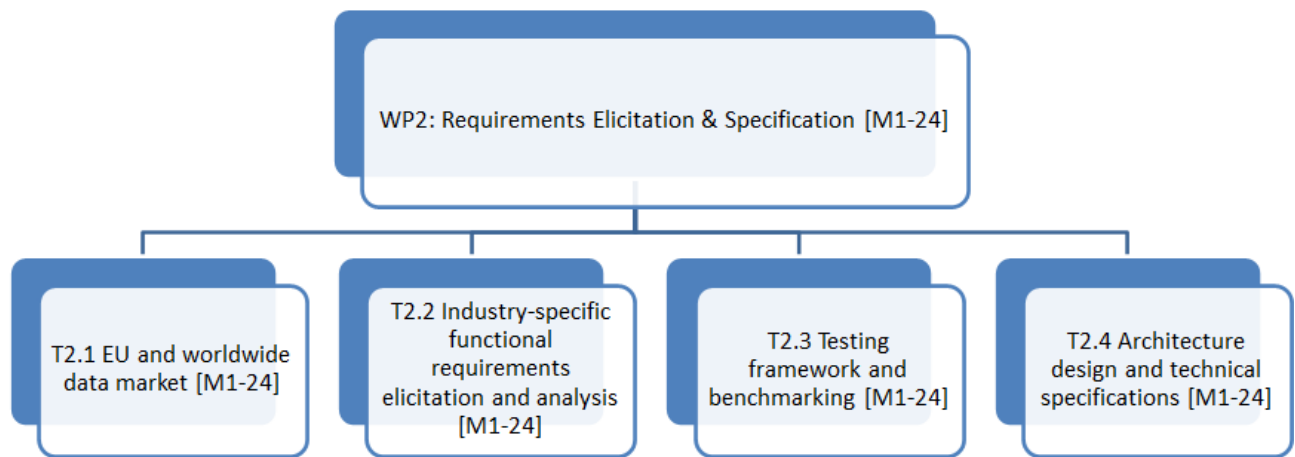 WP2: Requirements Elicitation & Specification [M1-24]
T2.1 EU and worldwide
data market [M1-24]
T2.2 Industry-specific
functional
requirements
elicitation and analysis
[M1-24]
T2.3 Testing
framework and
benchmarking [M1-24]
T2.4 Architecture
design and technical
specifications [M1-24]